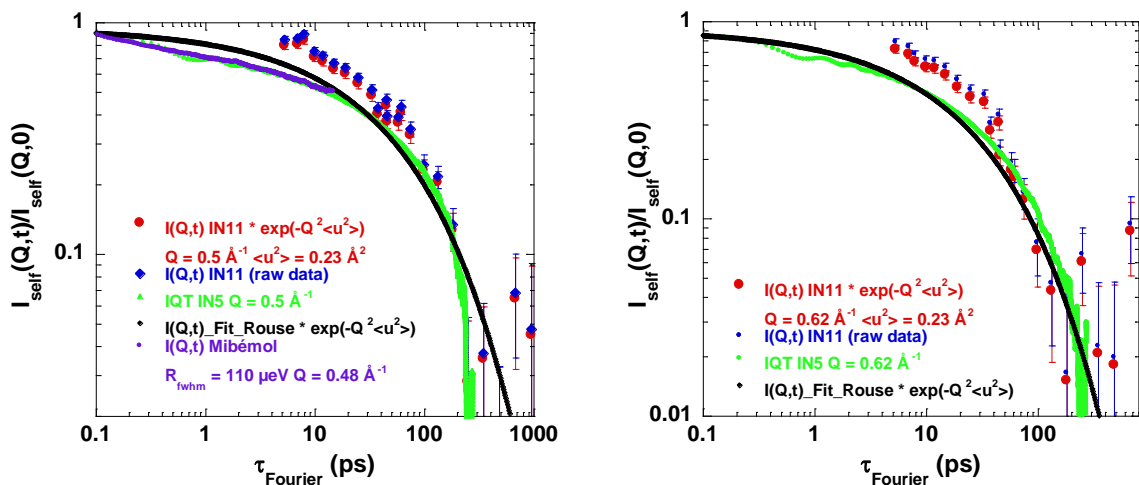 1
0.1
I_self(Q,t)/I_self(Q,0)
I(Q,t) IN11 * exp(-Q²<u²>)
Q = 0.5 Å⁻¹ <u²> = 0.23 Å²
I(Q,t) IN11 (raw data)
IQT IN5 Q = 0.5 Å⁻¹
I(Q,t)_Fit_Rouse * exp(-Q²<u²>)
I(Q,t) Mibémol
R_fwhm = 110 µeV Q = 0.48 Å⁻¹
0.1 1 10 100 1000
τ_Fourier (ps)
1
0.1
0.01
I_self(Q,t)/I_self(Q,0)
I(Q,t) IN11 * exp(-Q²<u²>)
Q = 0.62 Å⁻¹ <u²> = 0.23 Å²
I(Q,t) IN11 (raw data)
IQT IN5 Q = 0.62 Å⁻¹
I(Q,t)_Fit_Rouse * exp(-Q²<u²>)
0.1 1 10 100
τ_Fourier (ps)